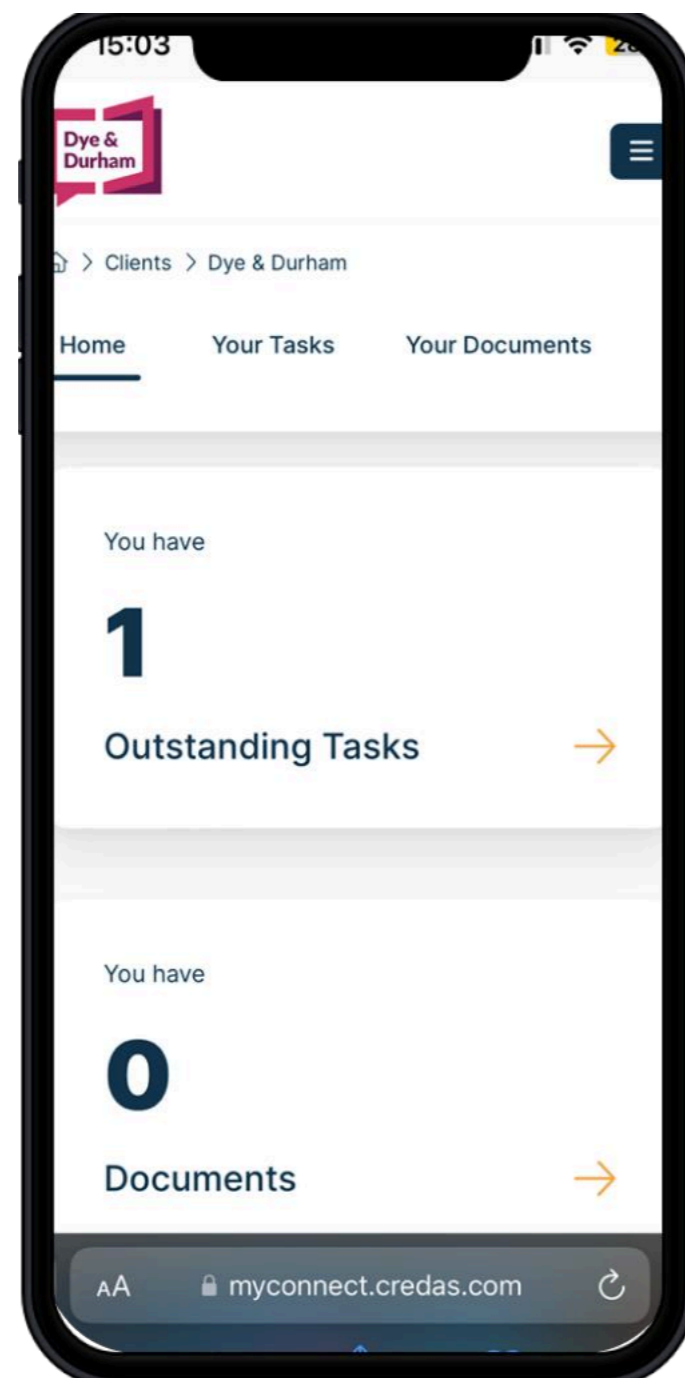 15:03
Dye &
Durham
> Clients > Dye & Durham
Home Your Tasks Your Documents
You have
1
Outstanding Tasks
You have
0
Documents
AA myconnect.credas.com